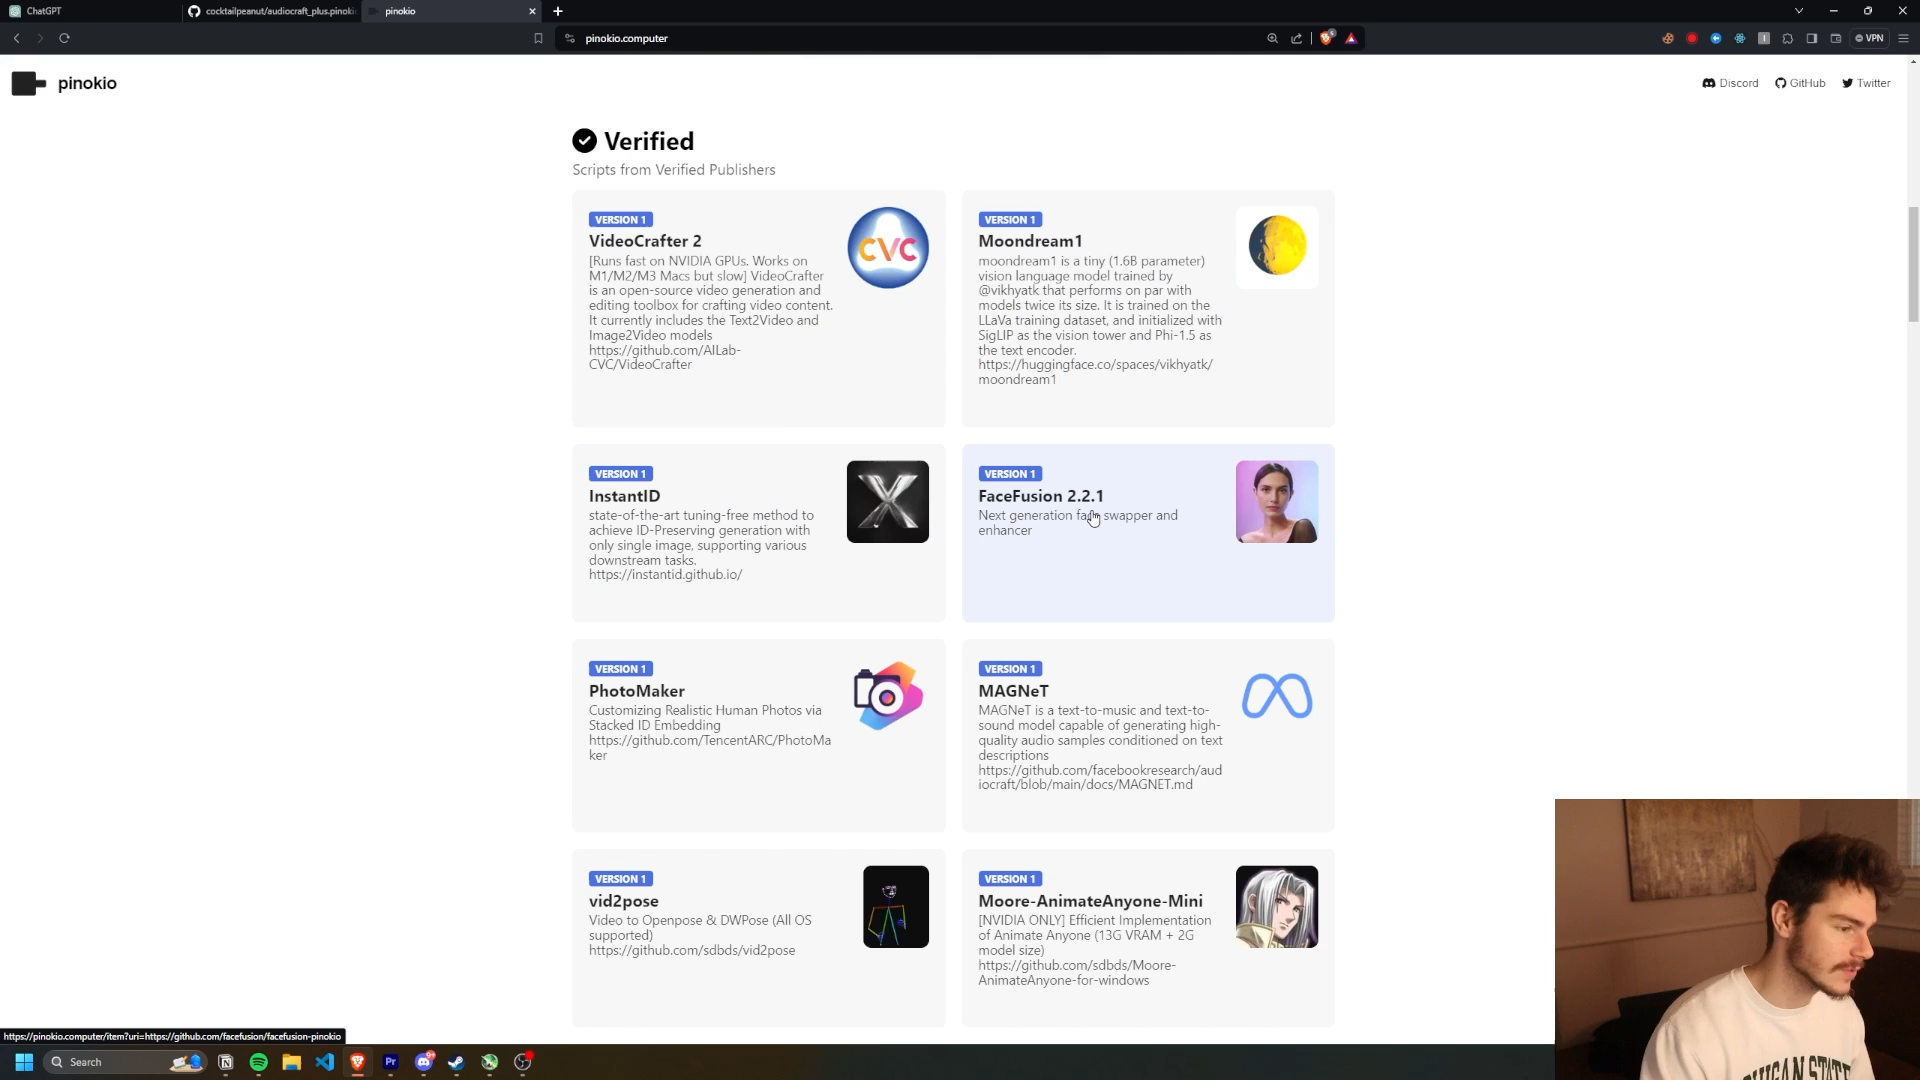 ChatGPT
cocktailpeanut/audiocraft_plus.pinoki
pinokio
pinokio.computer
VPN
pinokio
Discord
GitHub
Twitter
Verified
Scripts from Verified Publishers
VERSION 1
VideoCrafter 2
[Runs fast on NVIDIA GPUs. Works on
M1/M2/M3 Macs but slow] VideoCrafter
is an open-source video generation and
editing toolbox for crafting video content.
It currently includes the Text2Video and
Image2Video models
https://github.com/AILab-
CVC/VideoCrafter
CVC
VERSION 1
Moondream1
moondream1 is a tiny (1.6B parameter)
vision language model trained by
@vikhyatk that performs on par with
models twice its size. It is trained on the
LLaVa training dataset, and initialized with
SigLIP as the vision tower and Phi-1.5 as
the text encoder.
https://huggingface.co/spaces/vikhyatk/
moondream1
VERSION 1
InstantID
state-of-the-art tuning-free method to
achieve ID-Preserving generation with
only single image, supporting various
downstream tasks.
https://instantid.github.io/
X
VERSION 1
FaceFusion 2.2.1
Next generation face swapper and
enhancer
VERSION 1
PhotoMaker
Customizing Realistic Human Photos via
Stacked ID Embedding
https://github.com/TencentARC/PhotoMa
ker
VERSION 1
MAGNeT
MAGNeT is a text-to-music and text-to-
sound model capable of generating high-
quality audio samples conditioned on text
descriptions
https://github.com/facebookresearch/aud
iocraft/blob/main/docs/MAGNET.md
VERSION 1
vid2pose
Video to Openpose & DWPose (All OS
supported)
https://github.com/sdbds/vid2pose
VERSION 1
Moore-AnimateAnyone-Mini
[NVIDIA ONLY] Efficient Implementation
of Animate Anyone (13G VRAM + 2G
model size)
https://github.com/sdbds/Moore-
AnimateAnyone-for-windows
https://pinokio.computer/item?uri=https://github.com/facefusion/facefusion-pinokio
Search
Pr